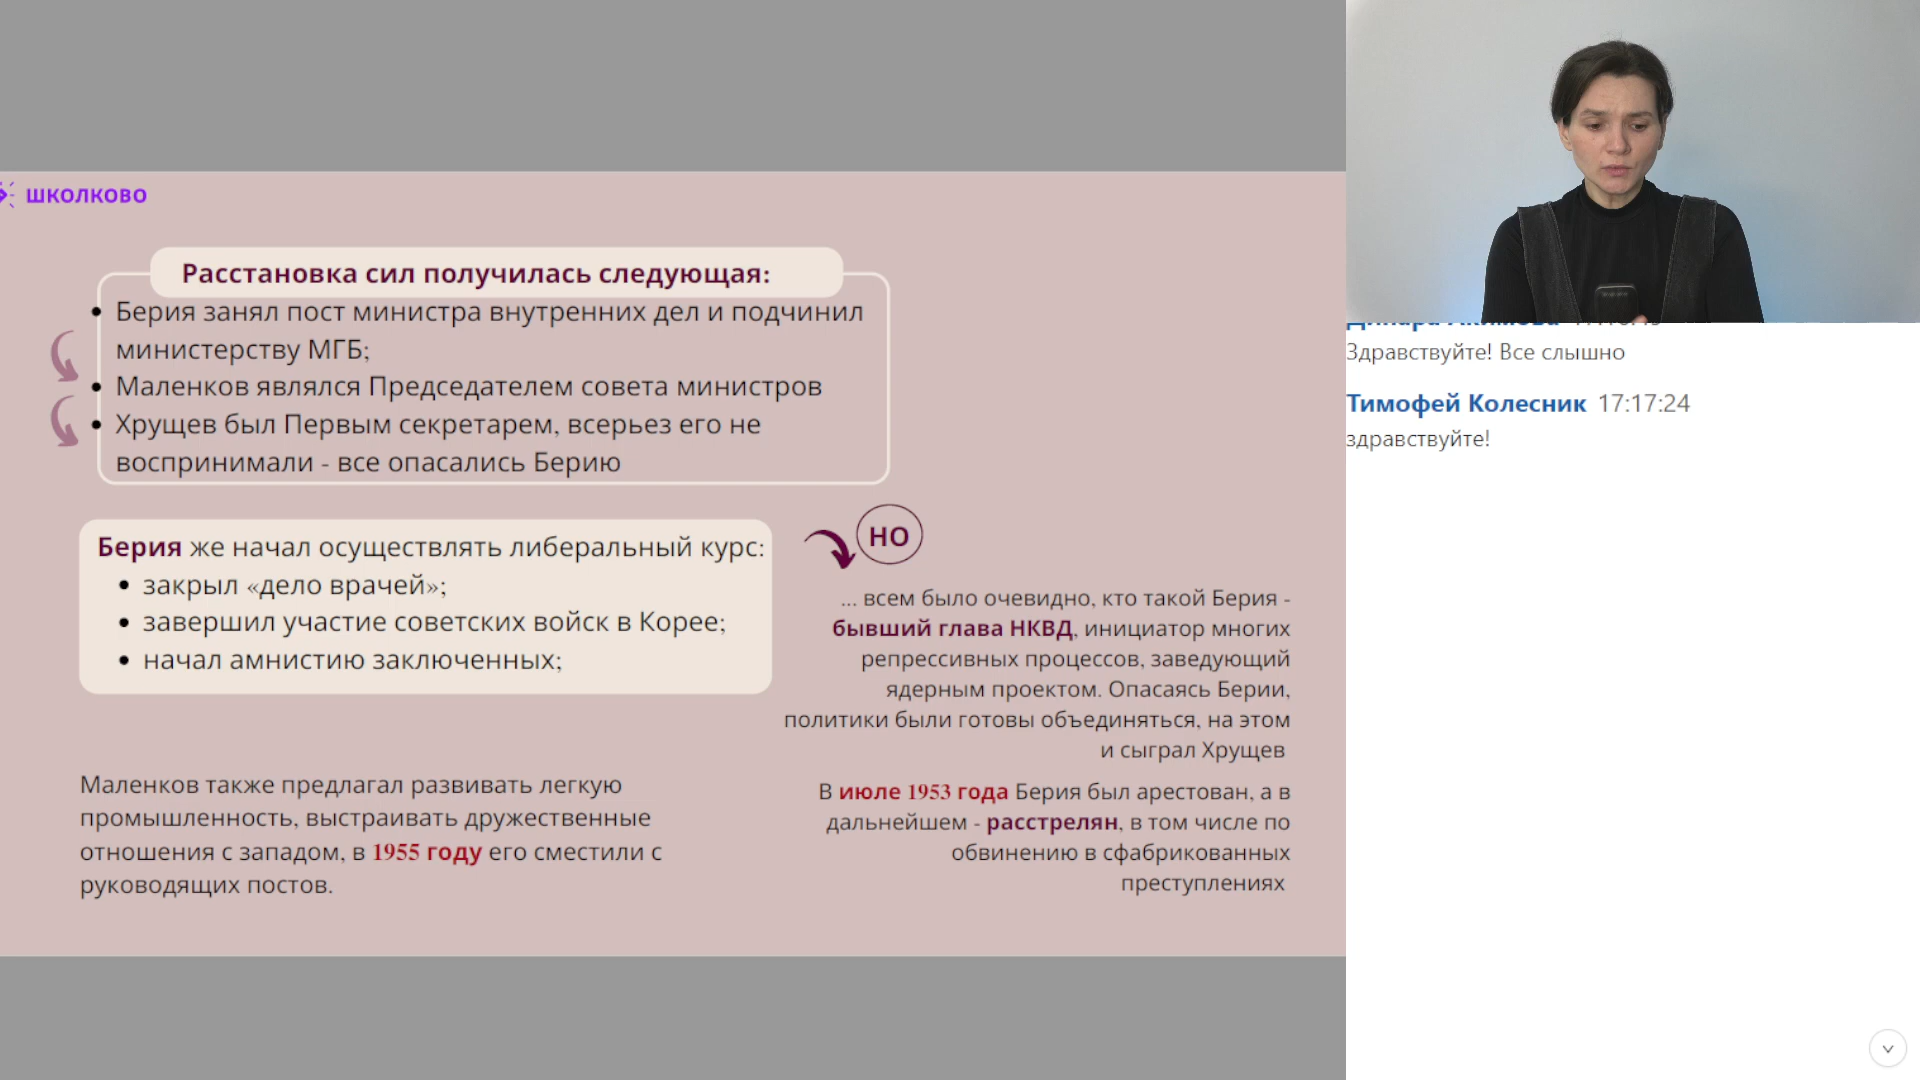 ШКОЛКОВО
Расстановка сил получилась следующая:
• Берия занял пост министра внутренних дел и подчинил
министерству МГБ;
• Маленков являлся Председателем совета министров
• Хрущев был Первым секретарем, всерьез его не
воспринимали - все опасались Берию
Берия же начал осуществлять либеральный курс:
• закрыл «дело врачей»;
• завершил участие советских войск в Корее;
• начал амнистию заключенных;
НО
... всем было очевидно, кто такой Берия -
бывший глава НКВД, инициатор многих
репрессивных процессов, заведующий
ядерным проектом. Опасаясь Берии,
политики были готовы объединяться, на этом
и сыграл Хрущев
Маленков также предлагал развивать легкую
промышленность, выстраивать дружественные
отношения с западом, в 1955 году его сместили с
руководящих постов.
В июле 1953 года Берия был арестован, а в
дальнейшем - расстрелян, в том числе по
обвинению в сфабрикованных
преступлениях
Здравствуйте! Все слышно
Тимофей Колесник 17:17:24
здравствуйте!